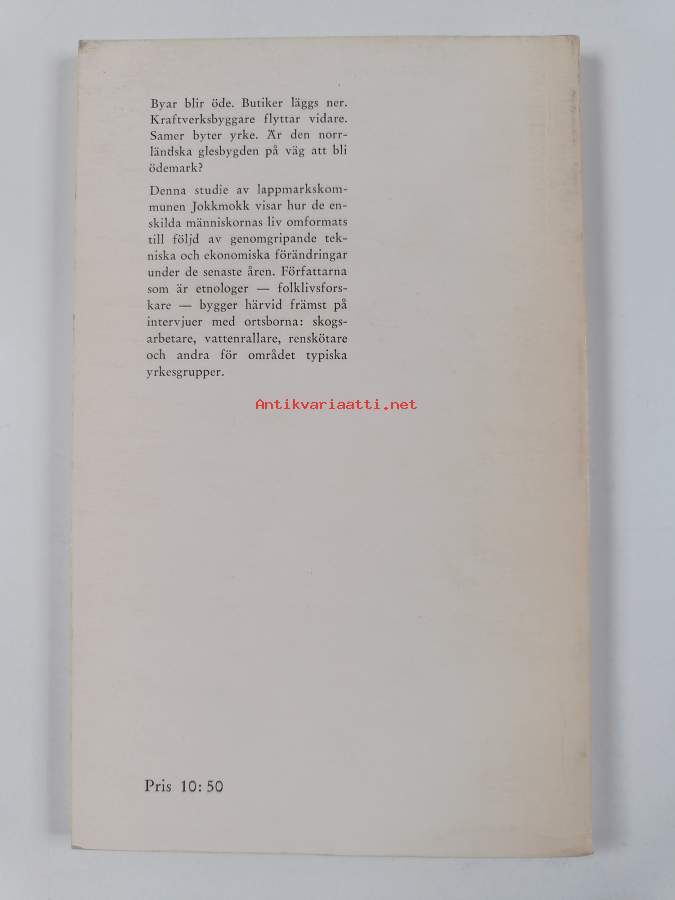 Byar blir öde. Butiker läggs ner.
Kraftverksbyggare flyttar vidare.
Samer byter yrke. Är den norr-
ländska glesbygden på väg att bli
ödemark?
Denna studie av lappmarkskom-
munen Jokkmokk visar hur de en-
skilda människornas liv omformats
till följd av genomgripande tek-
niska och ekonomiska förändringar
under de senaste åren. Författarna
som är etnologer — folklivsfors-
kare — bygger härvid främst på
intervjuer med ortsborna: skogs-
arbetare, vattenrallare, renskötare
och andra för området typiska
yrkesgrupper.
Antikvariaatti.net
Pris 10:50